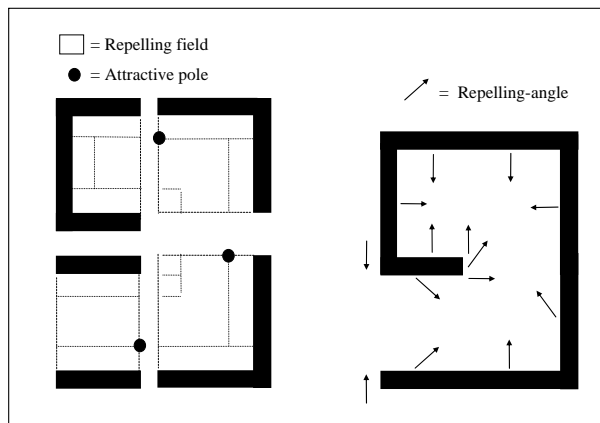 = Repelling field
= Attractive pole
= Repelling-angle